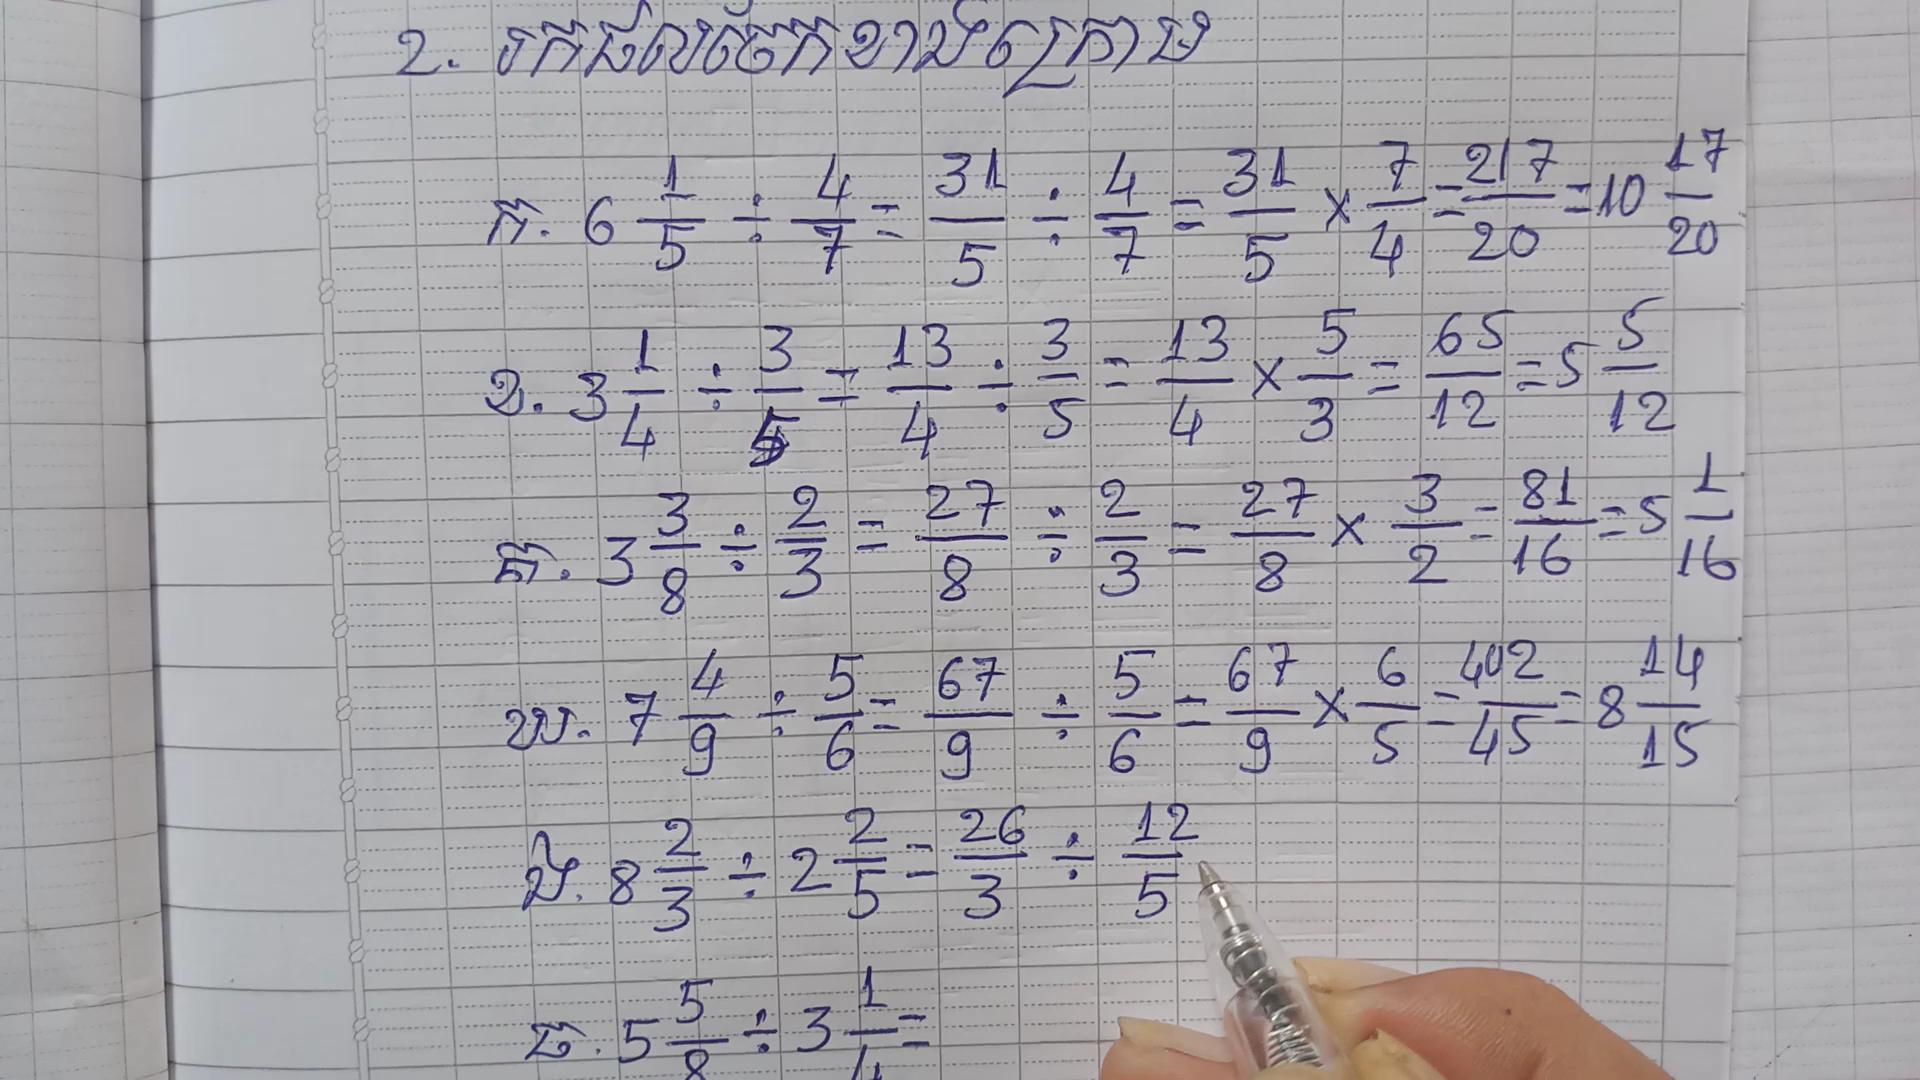 2. រកផលចែកខាងក្រោម
ក. 6 1/5 ÷ 4/7 = 31/5 ÷ 4/7 = 31/5 × 7/4 = 217/20 = 10 17/20
ខ. 3 1/4 ÷ 3/5 = 13/4 ÷ 3/5 = 13/4 × 5/3 = 65/12 = 5 5/12
គ. 3 3/8 ÷ 2/3 = 27/8 ÷ 2/3 = 27/8 × 3/2 = 81/16 = 5 1/16
ឃ. 7 4/9 ÷ 5/6 = 67/9 ÷ 5/6 = 67/9 × 6/5 = 402/45 = 8 14/15
ង. 8 2/3 ÷ 2 2/5 = 26/3 ÷ 12/5
ច. 5 5/8 ÷ 3 1/4 =